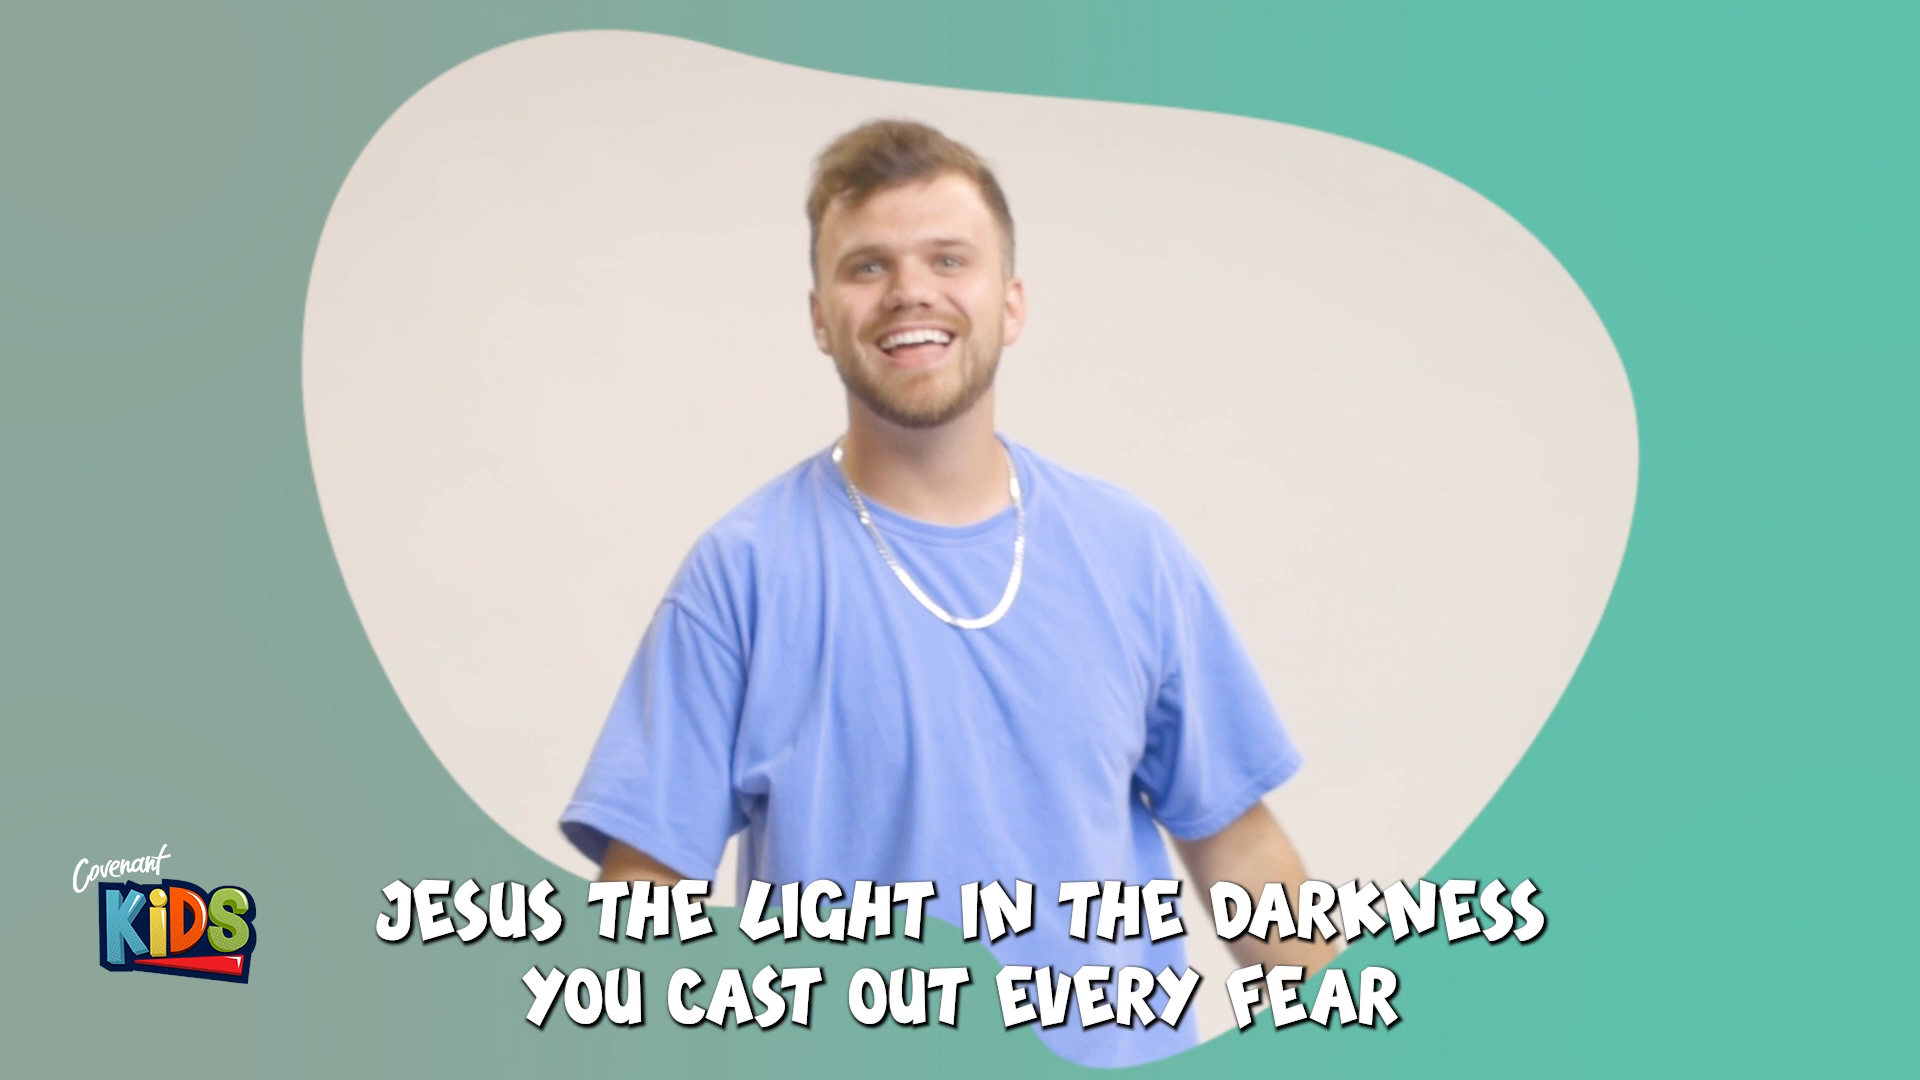 Covenant
KiDS
JESUS THE LIGHT IN THE DARKNESS
YOU CAST OUT EVERY FEAR